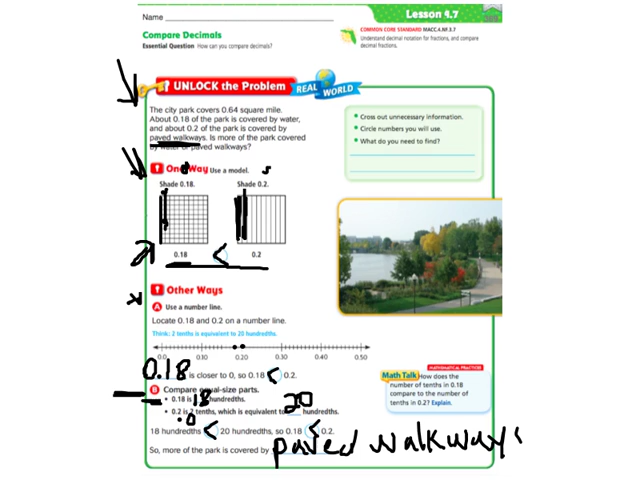 Name
Lesson 4.7
Compare Decimals
Essential Question How can you compare decimals?
COMMON CORE STANDARD MACC.4.NF.3.7
Understand decimal notation for fractions, and compare decimal fractions.
UNLOCK the Problem REAL WORLD
The city park covers 0.64 square mile.
About 0.18 of the park is covered by water,
and about 0.2 of the park is covered by
paved walkways. Is more of the park covered
by water or paved walkways?
• Cross out unnecessary information.
• Circle numbers you will use.
• What do you need to find?
One Way Use a model.
Shade 0.18. Shade 0.2.
0.18 < 0.2
Other Ways
A Use a number line.
Locate 0.18 and 0.2 on a number line.
Think: 2 tenths is equivalent to 20 hundredths.
0.0 0.10 0.20 0.30 0.40 0.50
0.18 is closer to 0, so 0.18 < 0.2.
B Compare equal-size parts.
• 0.18 is 18 hundredths.
• 0.2 is 2 tenths, which is equivalent to 20 hundredths.
18 hundredths < 20 hundredths, so 0.18 < 0.2.
So, more of the park is covered by paved walkways
MATHEMATICAL PRACTICES
Math Talk How does the
number of tenths in 0.18
compare to the number of
tenths in 0.2? Explain.